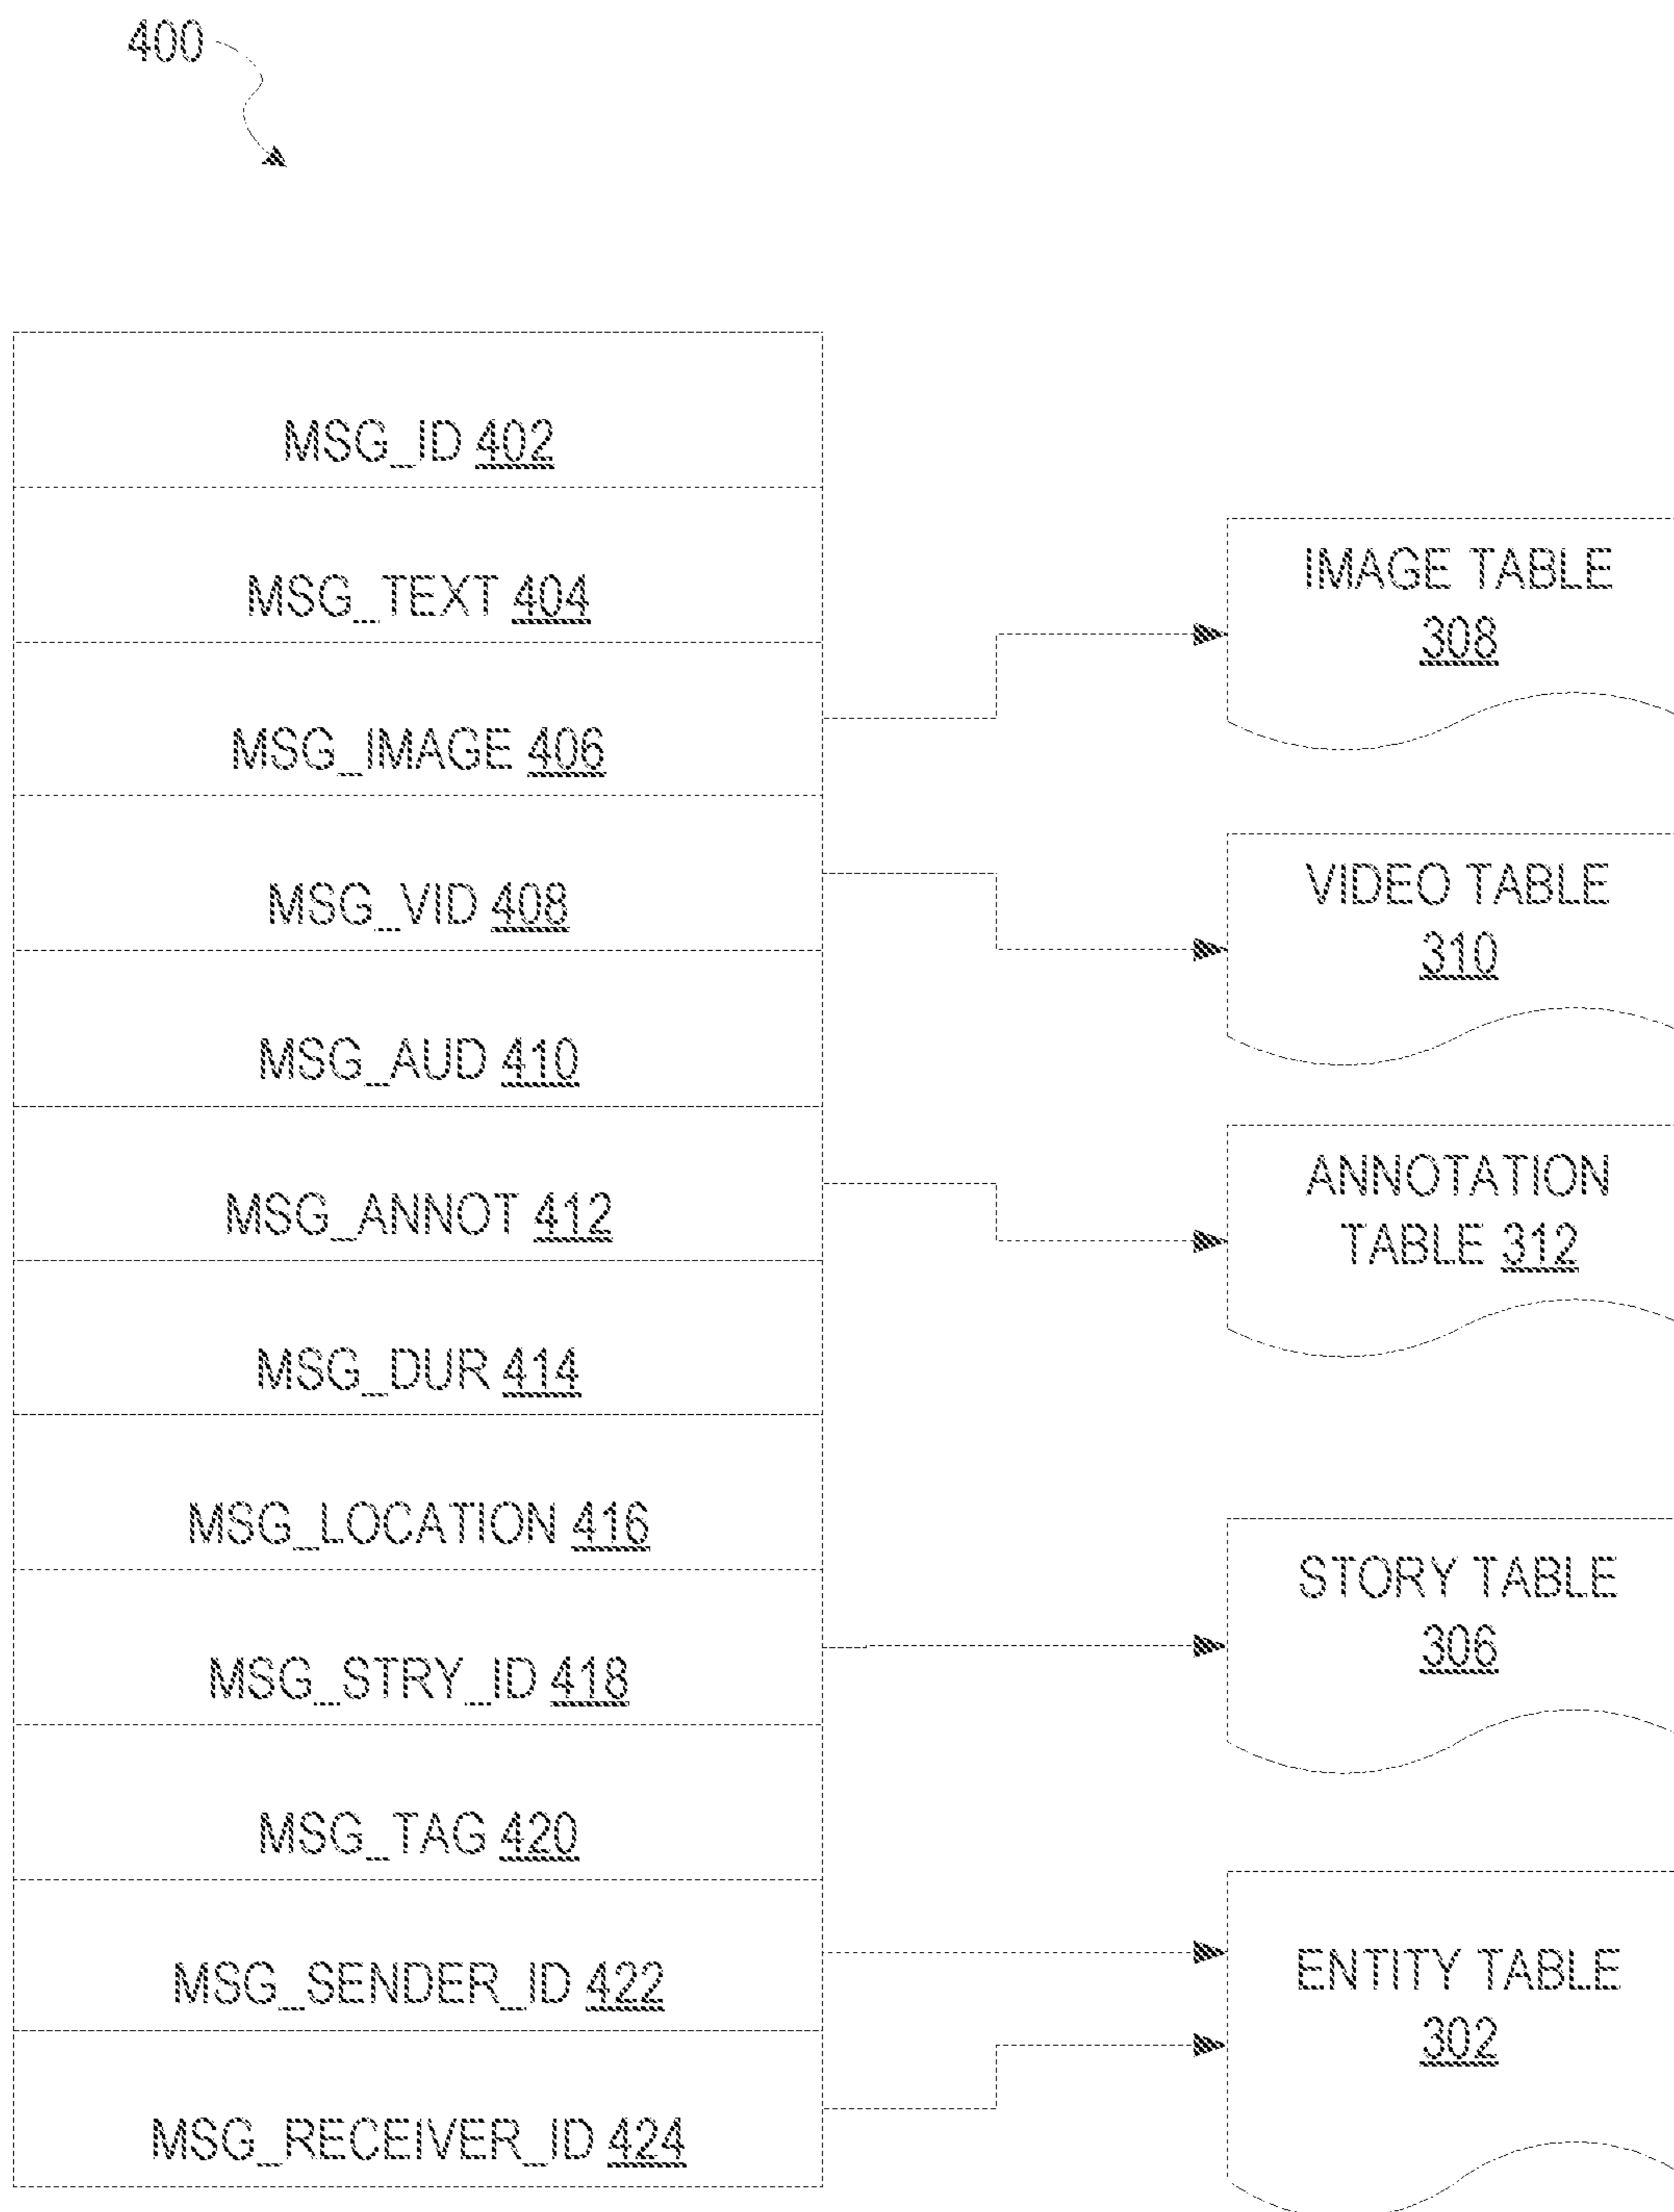 400
MSG_ID 402
MSG_TEXT 404
MSG_IMAGE 406
MSG_VID 408
MSG_AUD 410
MSG_ANNOT 412
MSG_DUR 414
MSG_LOCATION 416
MSG_STRY_ID 418
MSG_TAG 420
MSG_SENDER_ID 422
MSG_RECEIVER_ID 424
IMAGE TABLE
308
VIDEO TABLE
310
ANNOTATION
TABLE 312
STORY TABLE
306
ENTITY TABLE
302